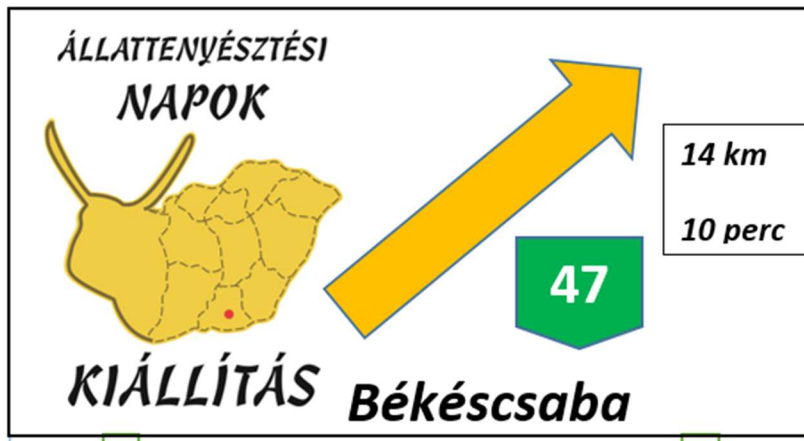 ÁLLATTENYÉSZTÉSI
NAPOK
KIÁLLÍTÁS
14 km
10 perc
47
Békéscsaba